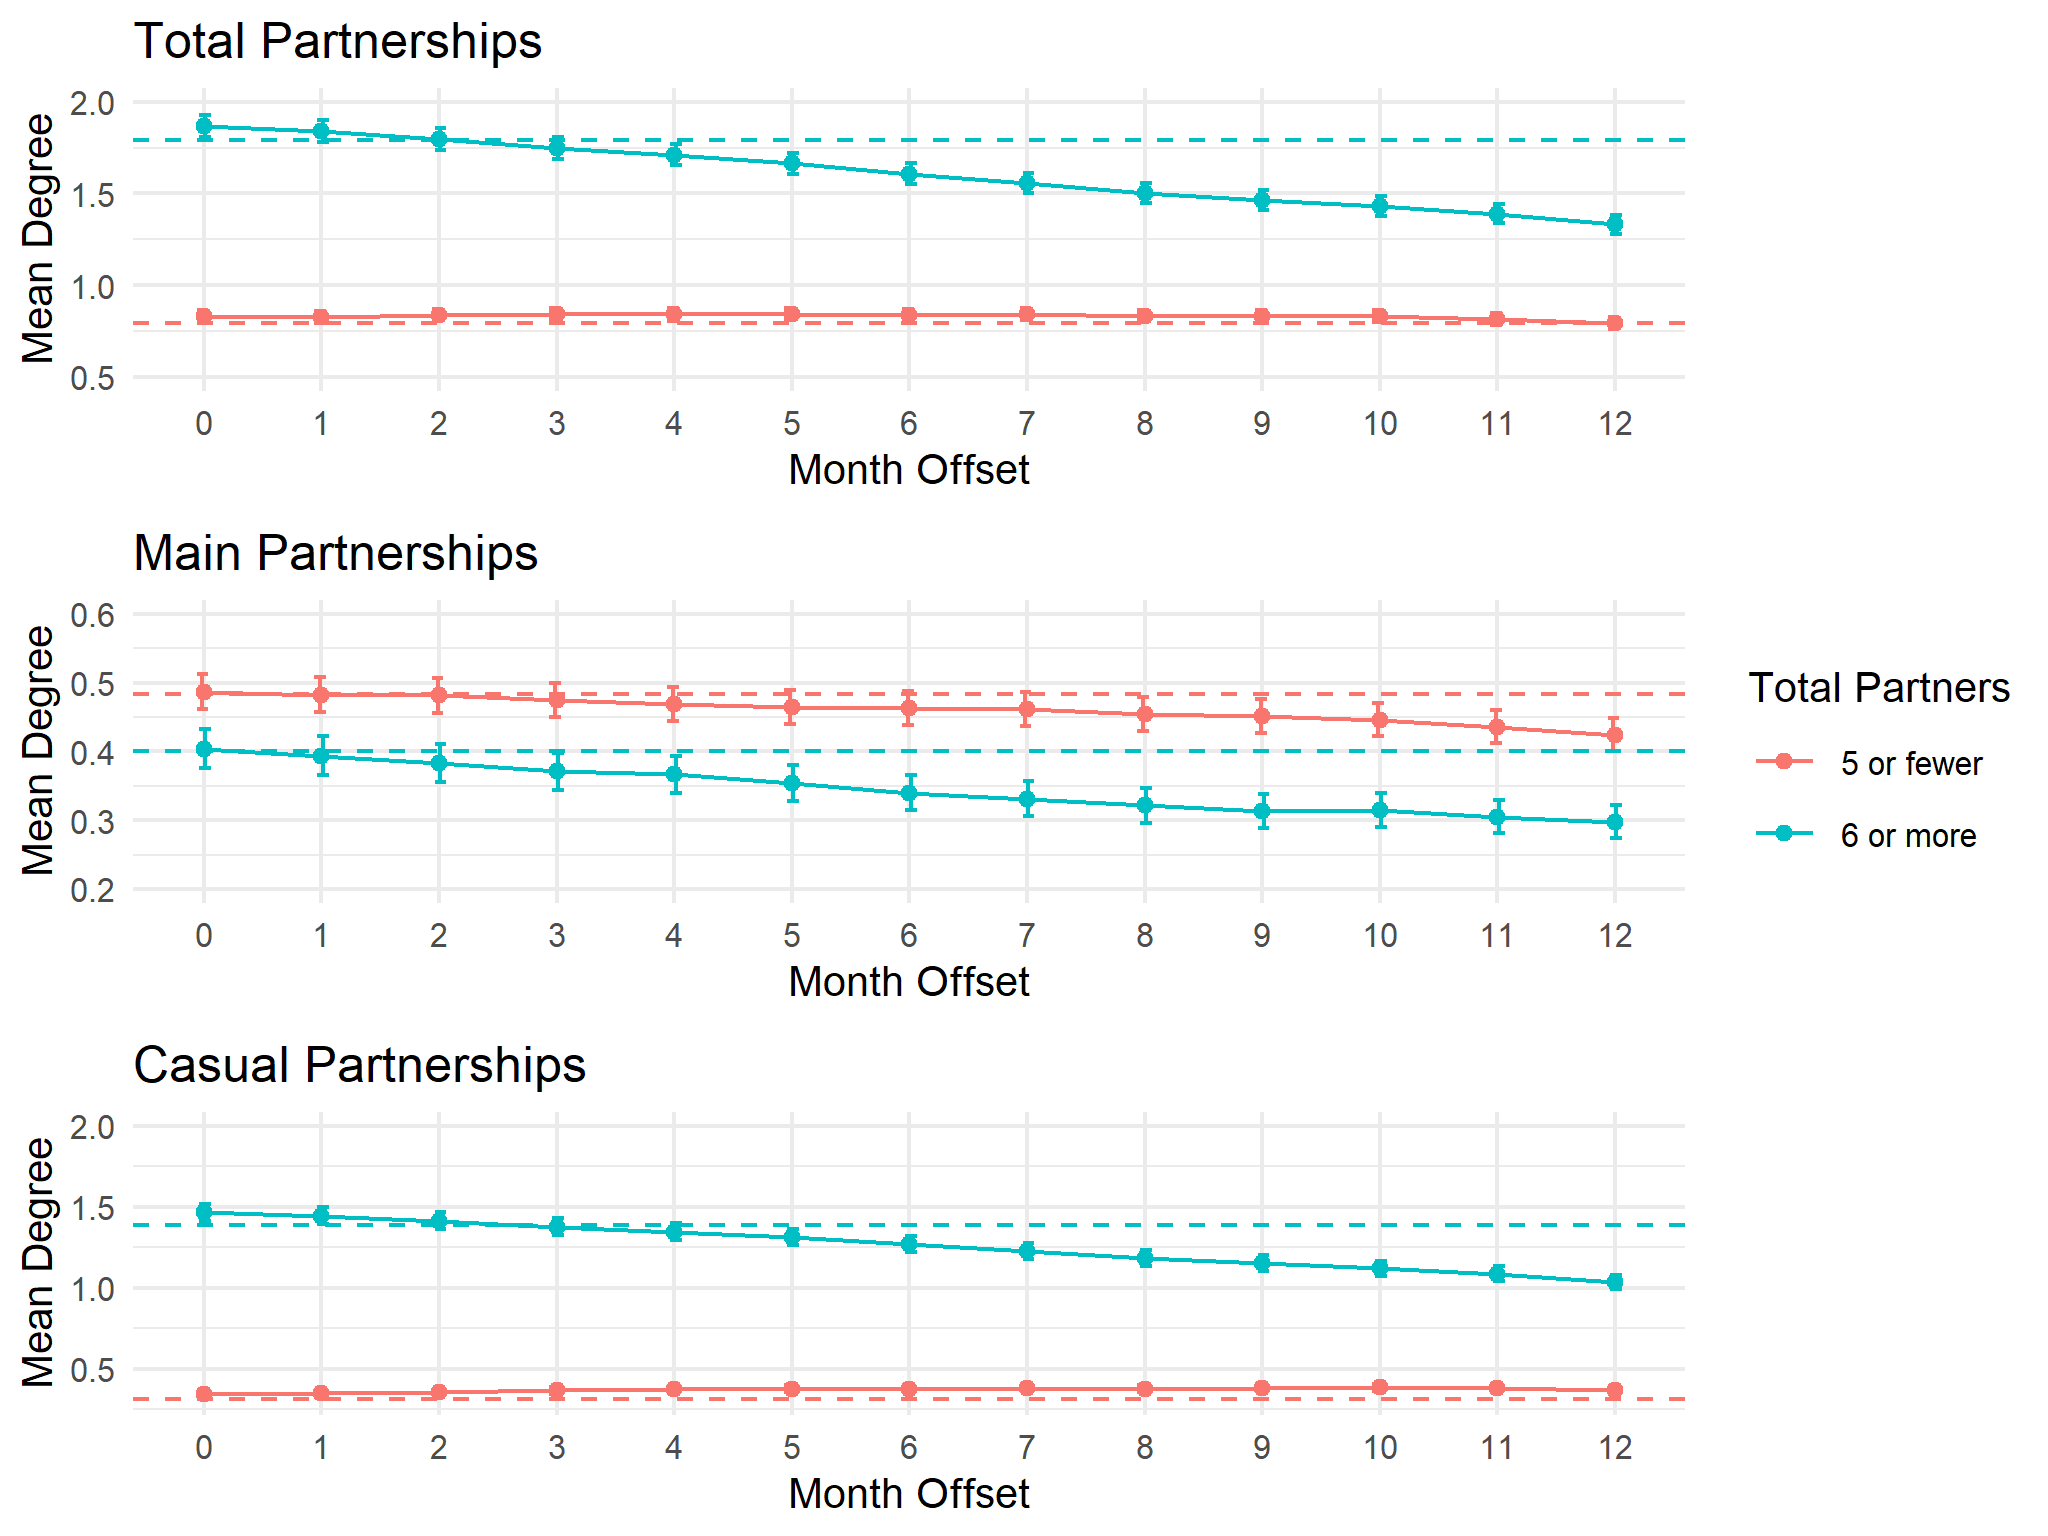 Total Partnerships
Mean Degree
2.0
1.5
1.0
0.5
0 1 2 3 4 5 6 7 8 9 10 11 12
Month Offset
Main Partnerships
Mean Degree
0.6
0.5
0.4
0.3
0.2
0 1 2 3 4 5 6 7 8 9 10 11 12
Month Offset
Total Partners
5 or fewer
6 or more
Casual Partnerships
Mean Degree
2.0
1.5
1.0
0.5
0 1 2 3 4 5 6 7 8 9 10 11 12
Month Offset